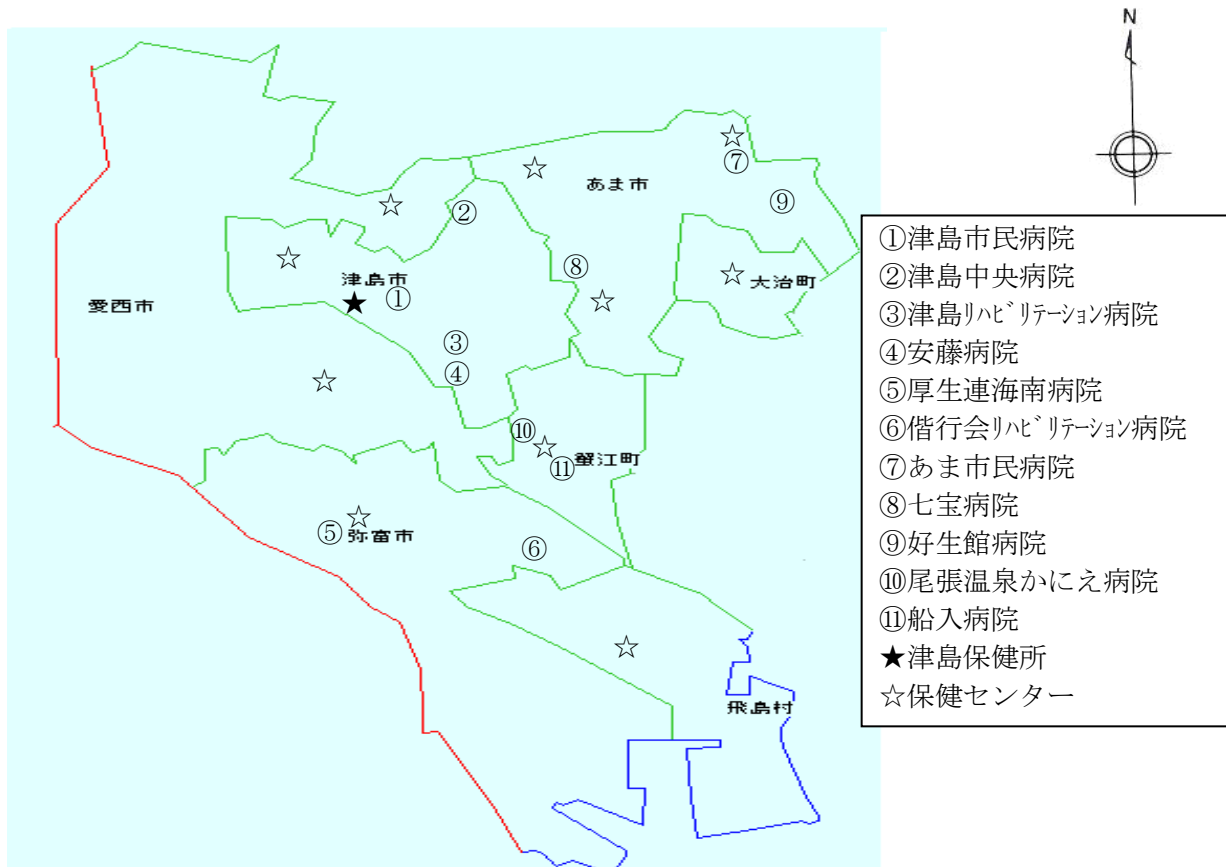 N
☆
⑦
☆
あま市
⑨
☆
②
☆
⑧
☆
大治町
津島市
★
①
☆
愛西市
③
④
☆
⑩
☆
⑪
蟹江町
☆
⑤
弥富市
⑥
☆
飛島村
①津島市民病院
②津島中央病院
③津島ﾘﾊﾋﾞﾘﾃｰｼｮﾝ病院
④安藤病院
⑤厚生連海南病院
⑥偕行会ﾘﾊﾋﾞﾘﾃｰｼｮﾝ病院
⑦あま市民病院
⑧七宝病院
⑨好生館病院
⑩尾張温泉かにえ病院
⑪船入病院
★津島保健所
☆保健センター